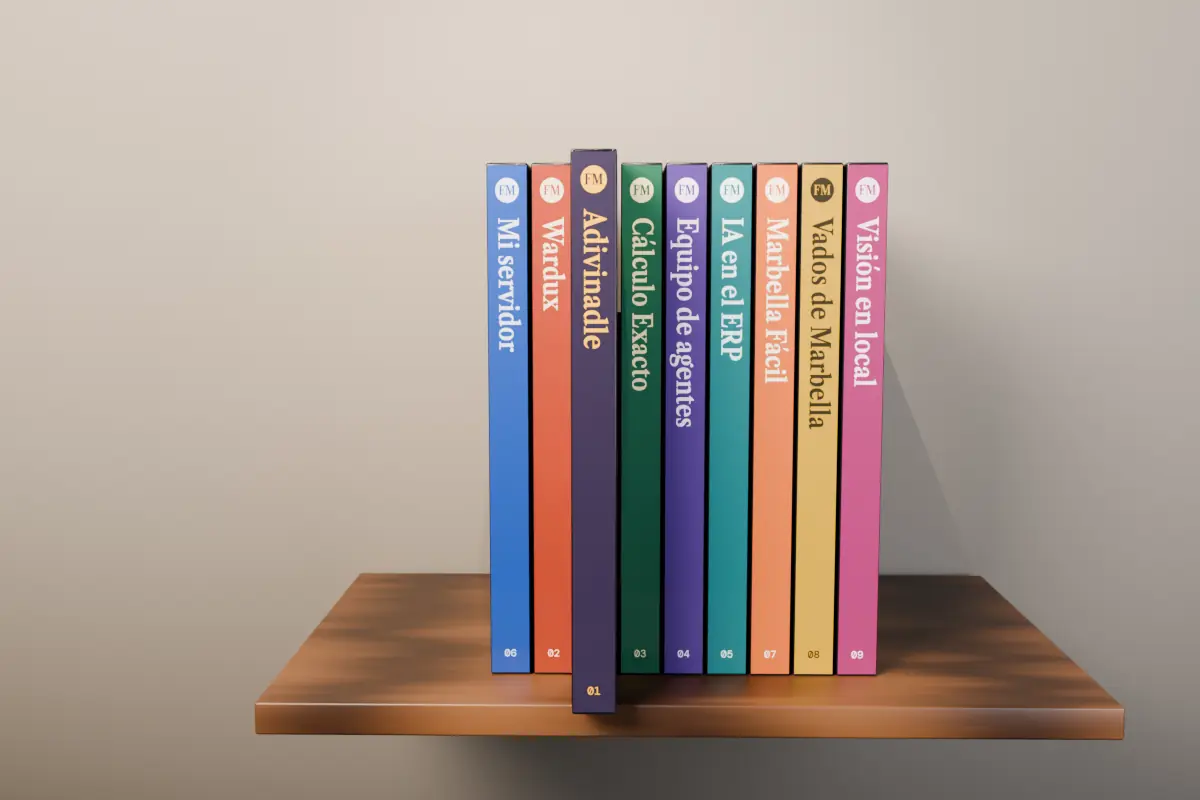 FM
Mi servidor
06
FM
Wardux
02
FM
Adivinadle
01
FM
Cálculo Exacto
03
FM
Equipo de agentes
04
FM
IA en el ERP
05
FM
Marbella Fácil
07
FM
Vados de Marbella
08
FM
Visión en local
09